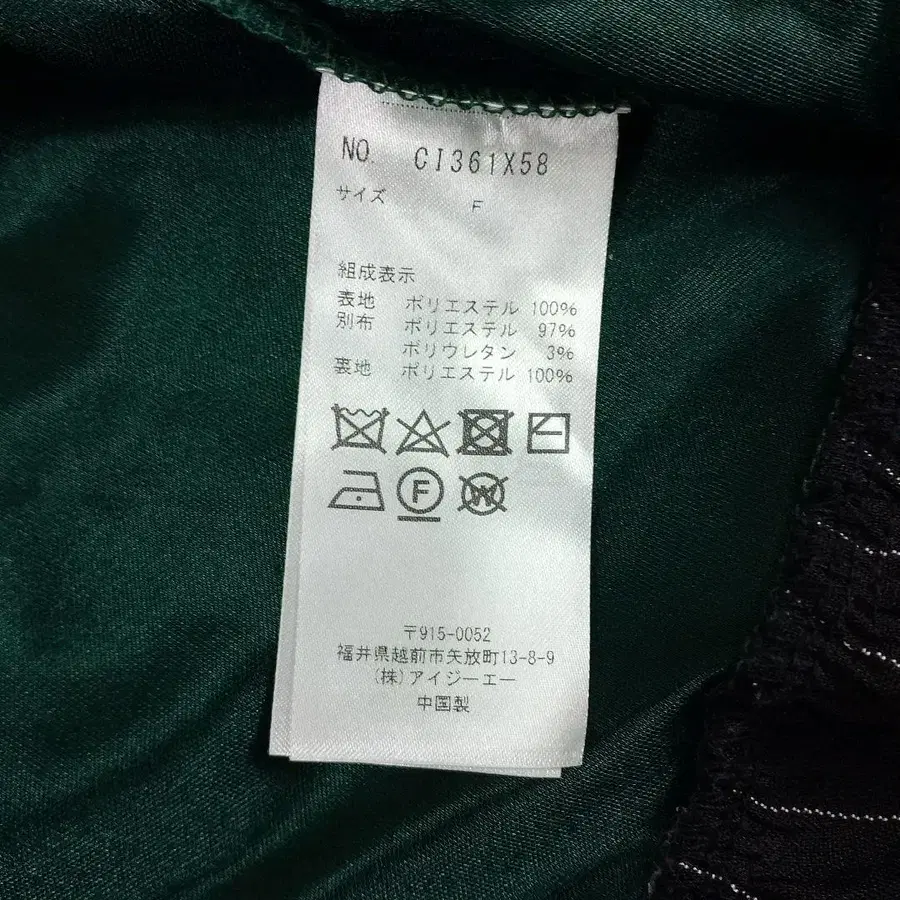 NO. CI361X58
サイズ F
組成表示
表地 ポリエステル 100%
別布 ポリエステル 97%
ポリウレタン 3%
裏地 ポリエステル 100%
F
W
〒915-0052
福井県越前市矢放町13-8-9
(株)アイジーエー
中国製